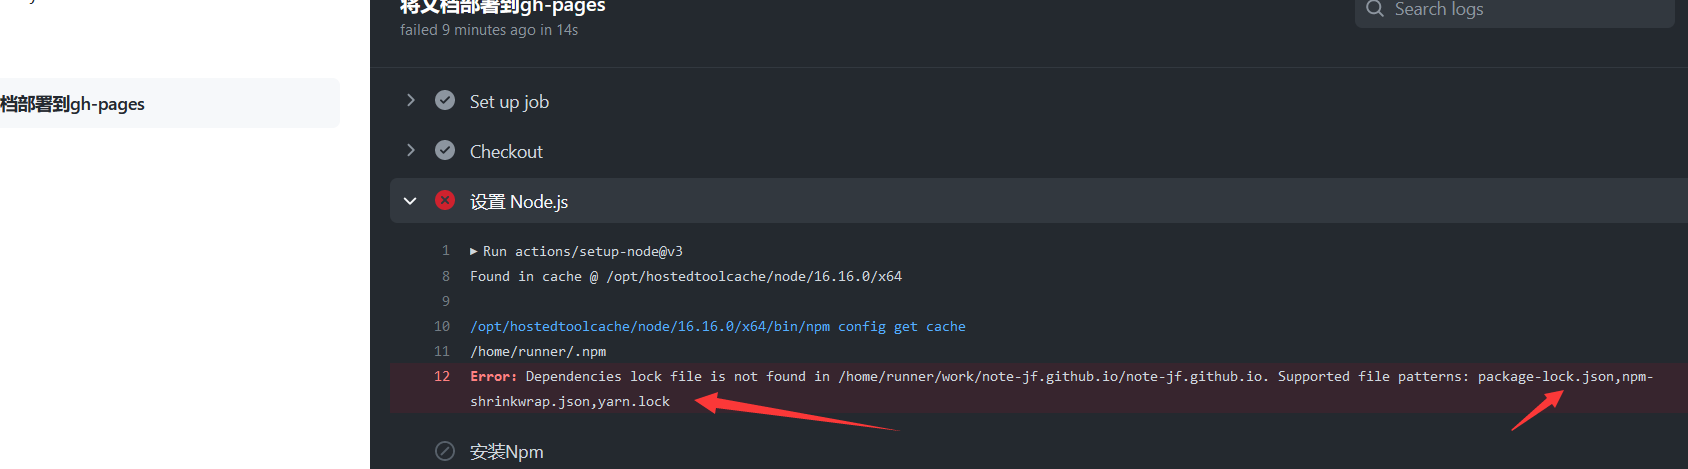 将文档部署到gh-pages
failed 9 minutes ago in 14s
Search logs
档部署到gh-pages
Set up job
Checkout
设置 Node.js
1 Run actions/setup-node@v3
8 Found in cache @ /opt/hostedtoolcache/node/16.16.0/x64
9
10 /opt/hostedtoolcache/node/16.16.0/x64/bin/npm config get cache
11 /home/runner/.npm
12 Error: Dependencies lock file is not found in /home/runner/work/note-jf.github.io/note-jf.github.io. Supported file patterns: package-lock.json,npm-
shrinkwrap.json,yarn.lock
安装Npm